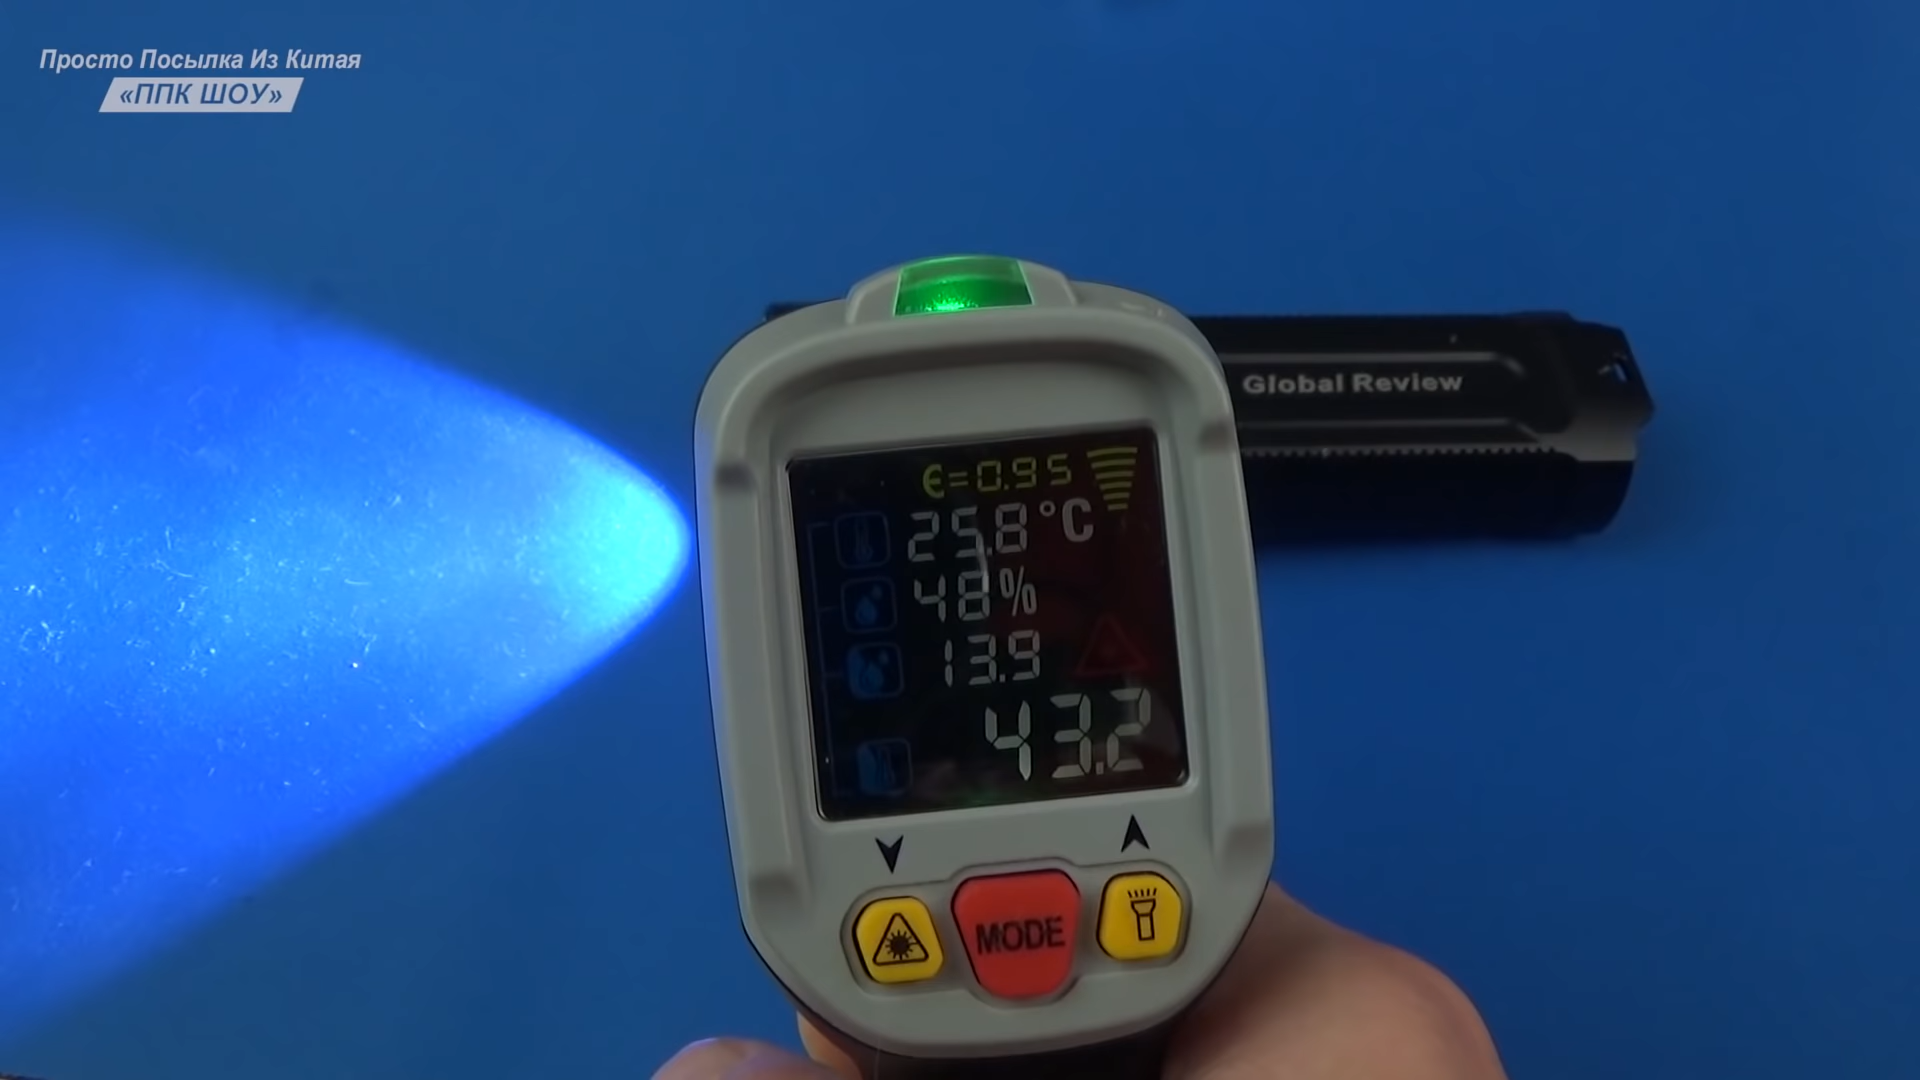 Просто Посылка Из Китая
«ППК ШОУ»
Global Review
€=0.95
25.8°C
48%
13.9
43.2
MODE